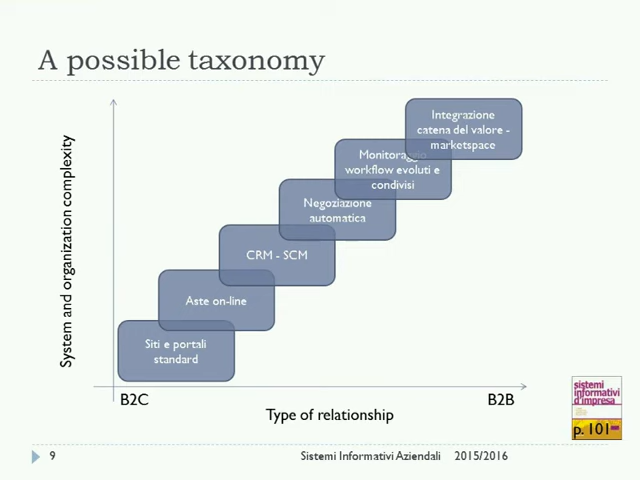 A possible taxonomy
System and organization complexity
Integrazione
catena del valore -
marketspace
Monitoraggio
workflow evoluti e
condivisi
Negoziazione
automatica
CRM - SCM
Aste on-line
Siti e portali
standard
B2C
B2B
Type of relationship
sistemi
informativi
d'impresa
p. 101
9
Sistemi Informativi Aziendali
2015/2016